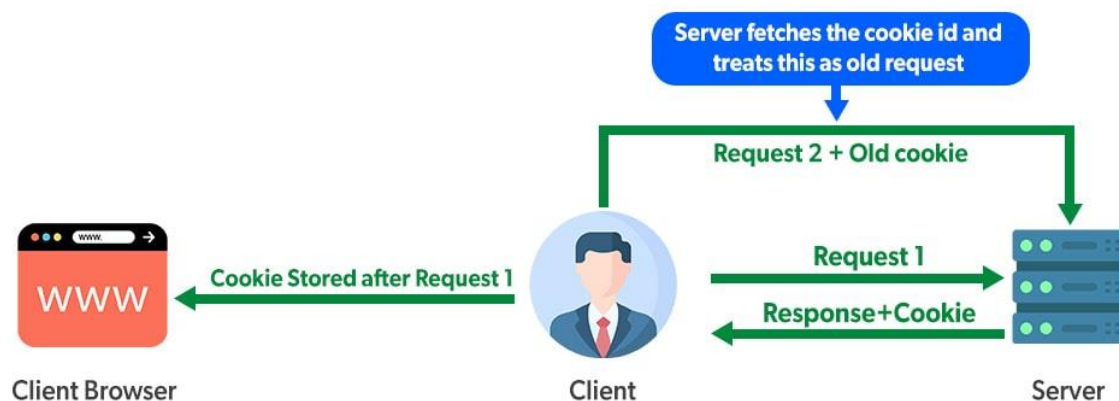 Server fetches the cookie id and
treats this as old request
Request 2 + Old cookie
www.
WWW
Cookie Stored after Request 1
Request 1
Response+Cookie
Client Browser
Client
Server